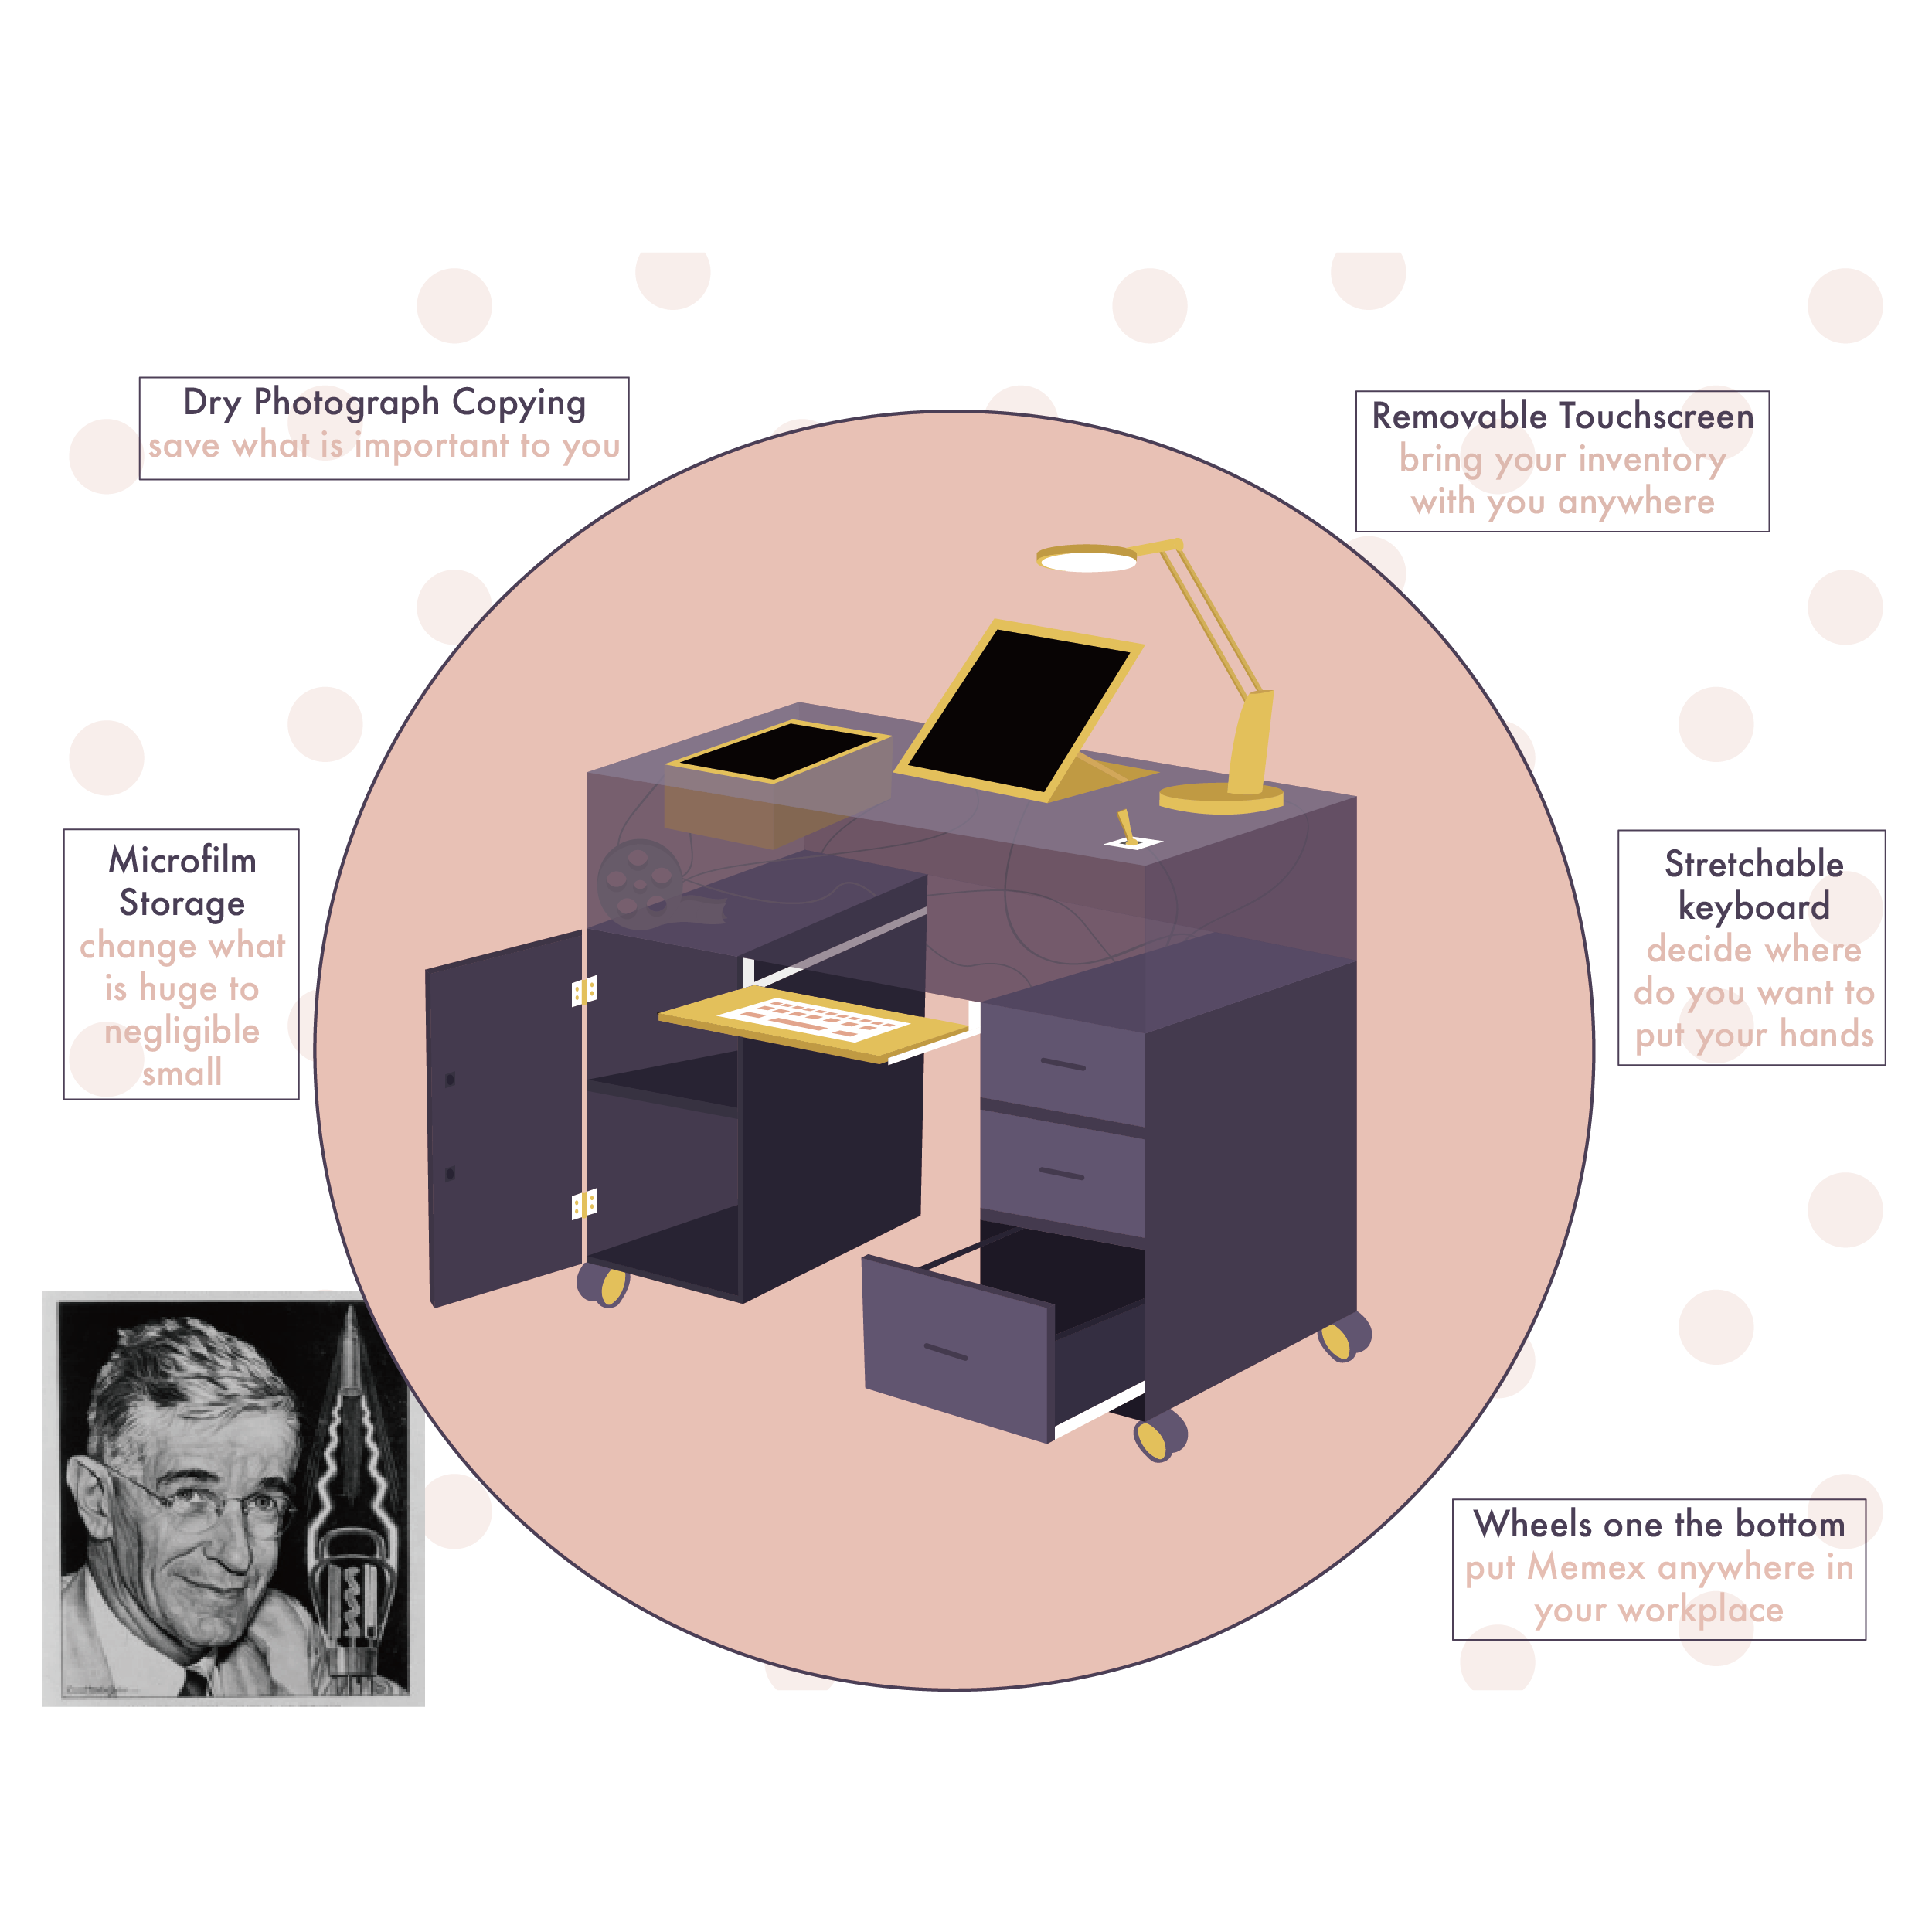 Dry Photograph Copying
save what is important to you
Removable Touchscreen
bring your inventory
with you anywhere
Microfilm
Storage
change what
is huge to
negligible
small
Stretchable
keyboard
decide where
do you want to
put your hands
Wheels one the bottom
put Memex anywhere in
your workplace